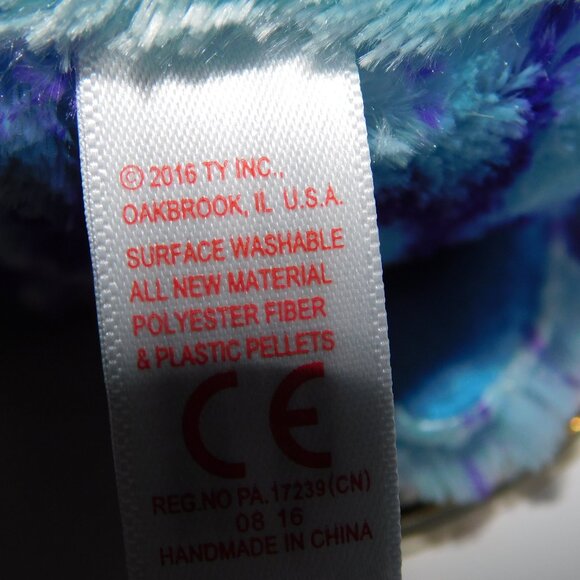 © 2016 TY INC.,
OAKBROOK, IL U.S.A.
SURFACE WASHABLE
ALL NEW MATERIAL
POLYESTER FIBER
& PLASTIC PELLETS
CE
REG.NO PA.17239(CN)
08 16
HANDMADE IN CHINA